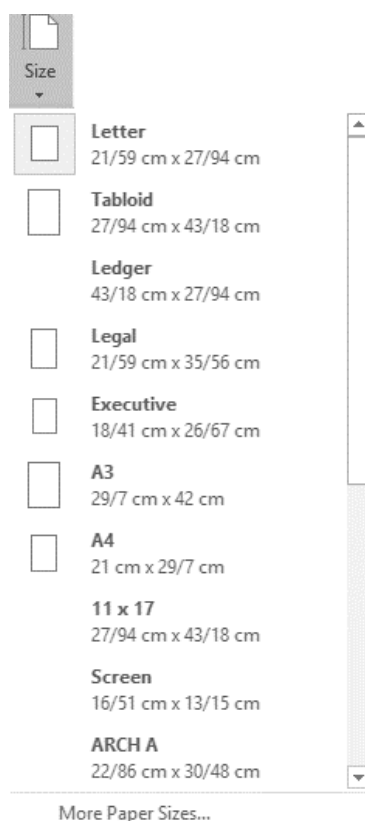 Size
Letter
21/59 cm x 27/94 cm
Tabloid
27/94 cm x 43/18 cm
Ledger
43/18 cm x 27/94 cm
Legal
21/59 cm x 35/56 cm
Executive
18/41 cm x 26/67 cm
A3
29/7 cm x 42 cm
A4
21 cm x 29/7 cm
11 x 17
27/94 cm x 43/18 cm
Screen
16/51 cm x 13/15 cm
ARCH A
22/86 cm x 30/48 cm
More Paper Sizes...